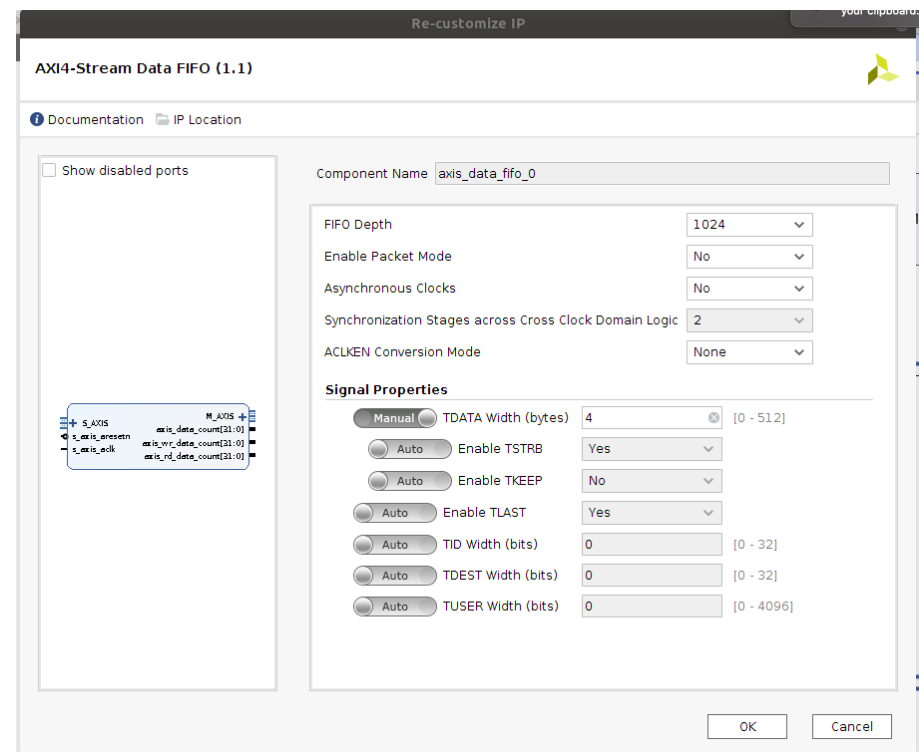 your clipboard.
Re-customize IP
AXI4-Stream Data FIFO (1.1)
Documentation IP Location
Show disabled ports
S_AXIS
s_axis_aresetn
s_axis_aclk
M_AXIS
axis_data_count[31:0]
axis_wr_data_count[31:0]
axis_rd_data_count[31:0]
Component Name axis_data_fifo_0
FIFO Depth 1024
Enable Packet Mode No
Asynchronous Clocks No
Synchronization Stages across Cross Clock Domain Logic 2
ACLKEN Conversion Mode None
Signal Properties
Manual TDATA Width (bytes) 4 [0 - 512]
Auto Enable TSTRB Yes
Auto Enable TKEEP No
Auto Enable TLAST Yes
Auto TID Width (bits) 0 [0 - 32]
Auto TDEST Width (bits) 0 [0 - 32]
Auto TUSER Width (bits) 0 [0 - 4096]
OK Cancel